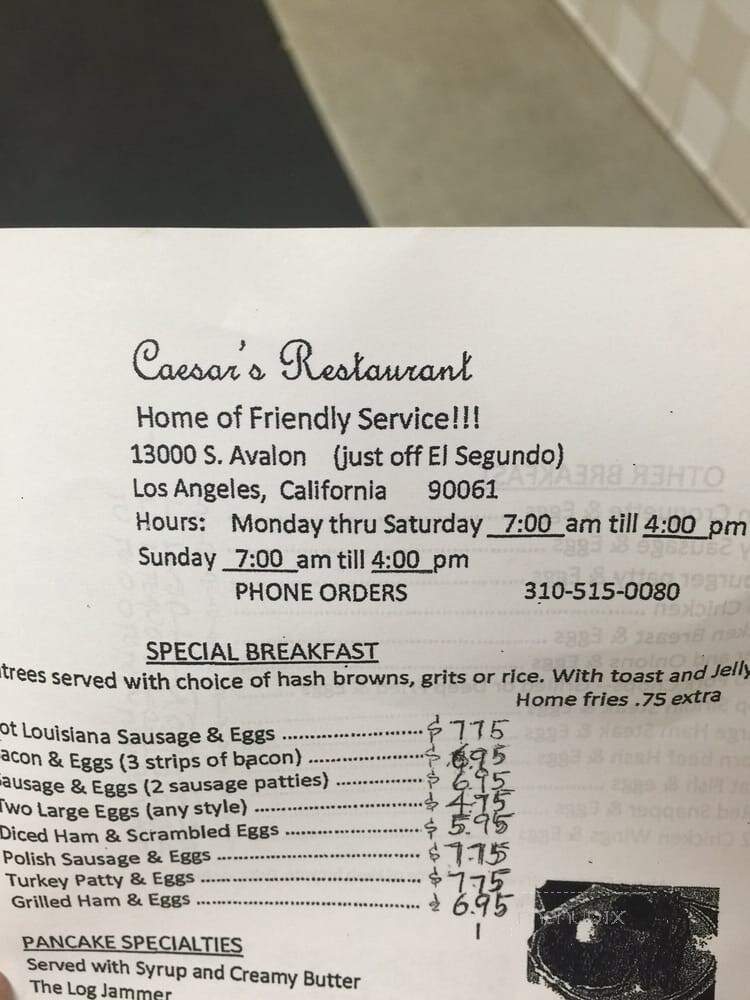 Caesar's Restaurant
Home of Friendly Service!!!
13000 S. Avalon (just off El Segundo)
Los Angeles, California 90061
Hours: Monday thru Saturday 7:00 am till 4:00 pm
Sunday 7:00 am till 4:00 pm
PHONE ORDERS 310-515-0080
SPECIAL BREAKFAST
trees served with choice of hash browns, grits or rice. With toast and Jelly
Home fries .75 extra
ot Louisiana Sausage & Eggs ........ $ 7.75
acon & Eggs (3 strips of bacon) ........ $ 6.95
ausage & Eggs (2 sausage patties) ........ $ 6.95
Two Large Eggs (any style) ........ $ 4.75
Diced Ham & Scrambled Eggs ........ $ 5.95
Polish Sausage & Eggs ........ $ 7.75
Turkey Patty & Eggs ........ $ 7.75
Grilled Ham & Eggs ........ $ 6.95
menupix
PANCAKE SPECIALTIES
Served with Syrup and Creamy Butter
The Log Jammer